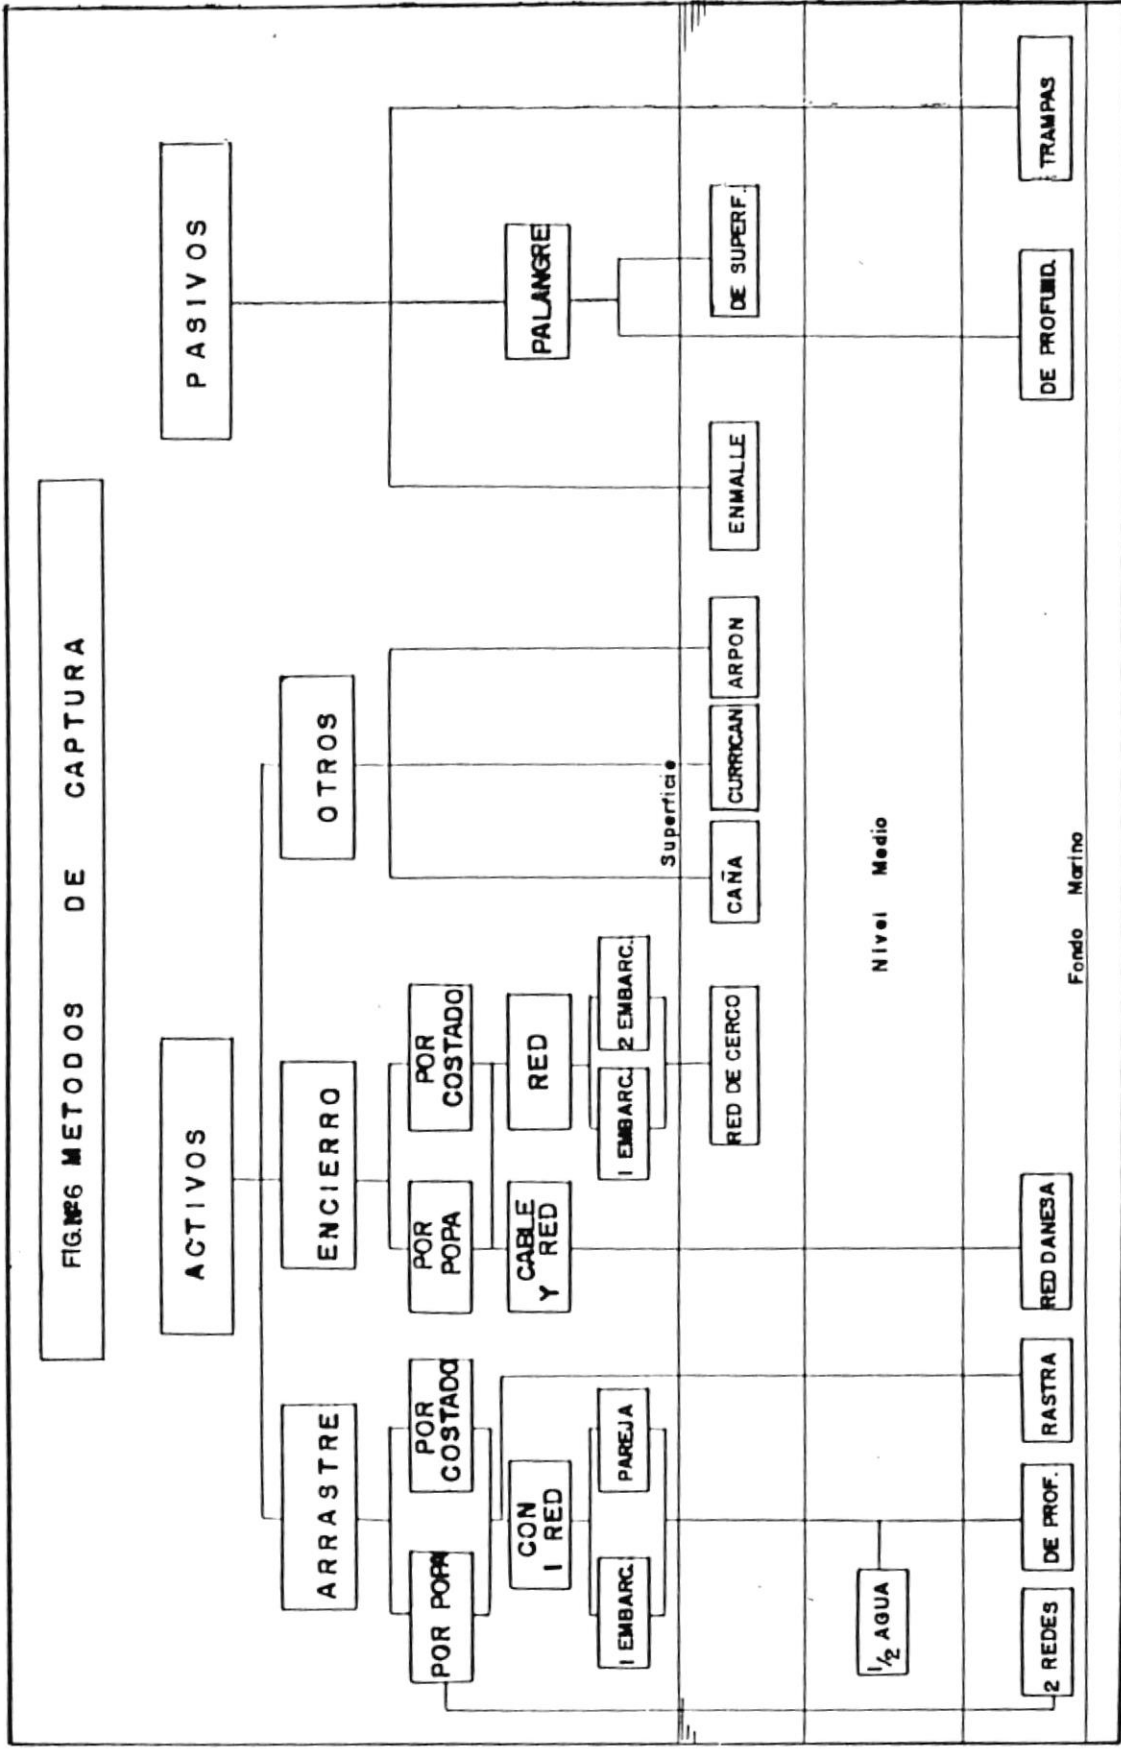 FIG.Nº6 METODOS DE CAPTURA
ACTIVOS
PASIVOS
ARRASTRE
ENCIERRO
OTROS
POR POPA
POR
COSTADO
POR
POPA
POR
COSTADO
CON
1 RED
CABLE
Y RED
RED
PALANGRE
1 EMBARC.
PAREJA
1 EMBARC.
2 EMBARC.
Superficie
RED DE CERCO
CAÑA
CURRICAN
ARPON
ENMALLE
DE SUPERF.
1/2 AGUA
Nivel Medio
2 REDES
DE PROF.
RASTRA
RED DANESA
DE PROFUND.
TRAMPAS
Fondo Marino